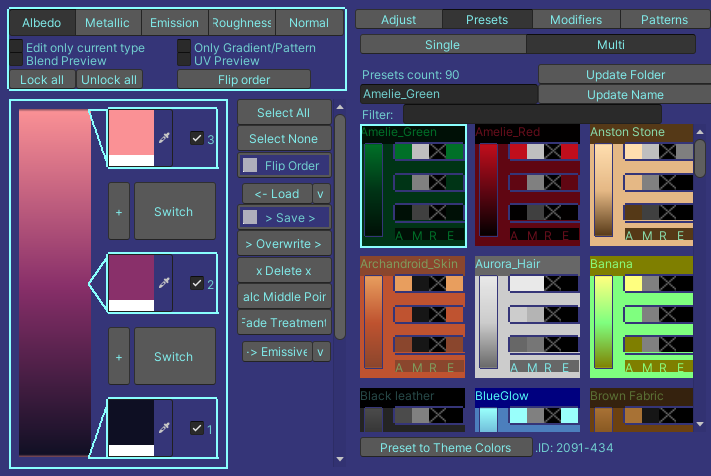 Albedo Metallic Emission Roughness Normal
Edit only current type Only Gradient/Pattern
Blend Preview UV Preview
Lock all Unlock all Flip order
3
+ Switch
2
+ Switch
1
Select All
Select None
Flip Order
<- Load v
> Save >
> Overwrite >
x Delete x
alc Middle Poin
Fade Treatment
-> Emissive v
Adjust Presets Modifiers Patterns
Single Multi
Presets count: 90 Update Folder
Amelie_Green Update Name
Filter:
Amelie_Green Amelie_Red Anston Stone
A M R E A M R E A M R E
Archandroid_Skin Aurora_Hair Banana
A M R E A M R E A M R E
Black leather BlueGlow Brown Fabric
Preset to Theme Colors .ID: 2091-434